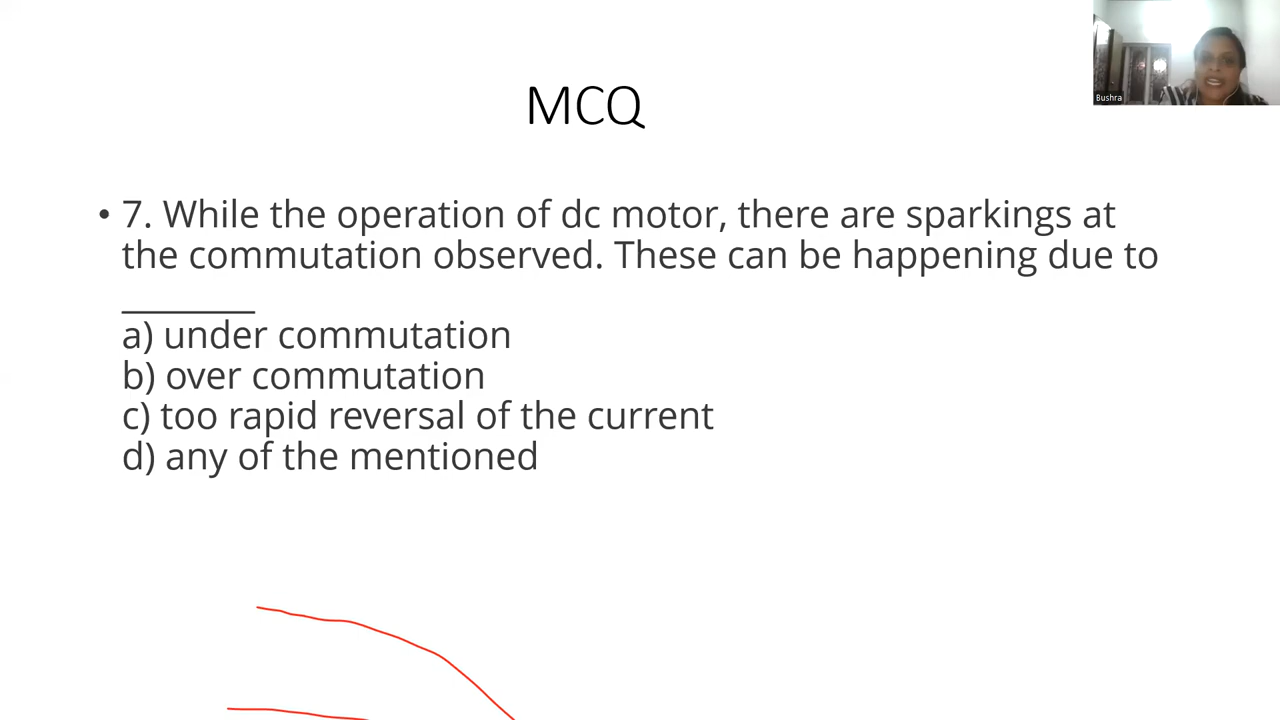 Bushra
MCQ
• 7. While the operation of dc motor, there are sparkings at
the commutation observed. These can be happening due to
_______
a) under commutation
b) over commutation
c) too rapid reversal of the current
d) any of the mentioned